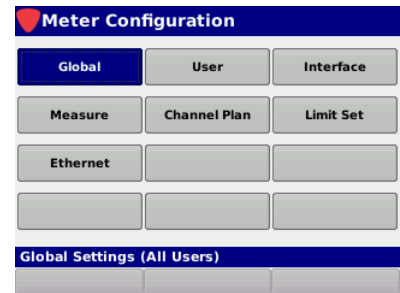 Meter Configuration
Global User Interface
Measure Channel Plan Limit Set
Ethernet
Global Settings (All Users)